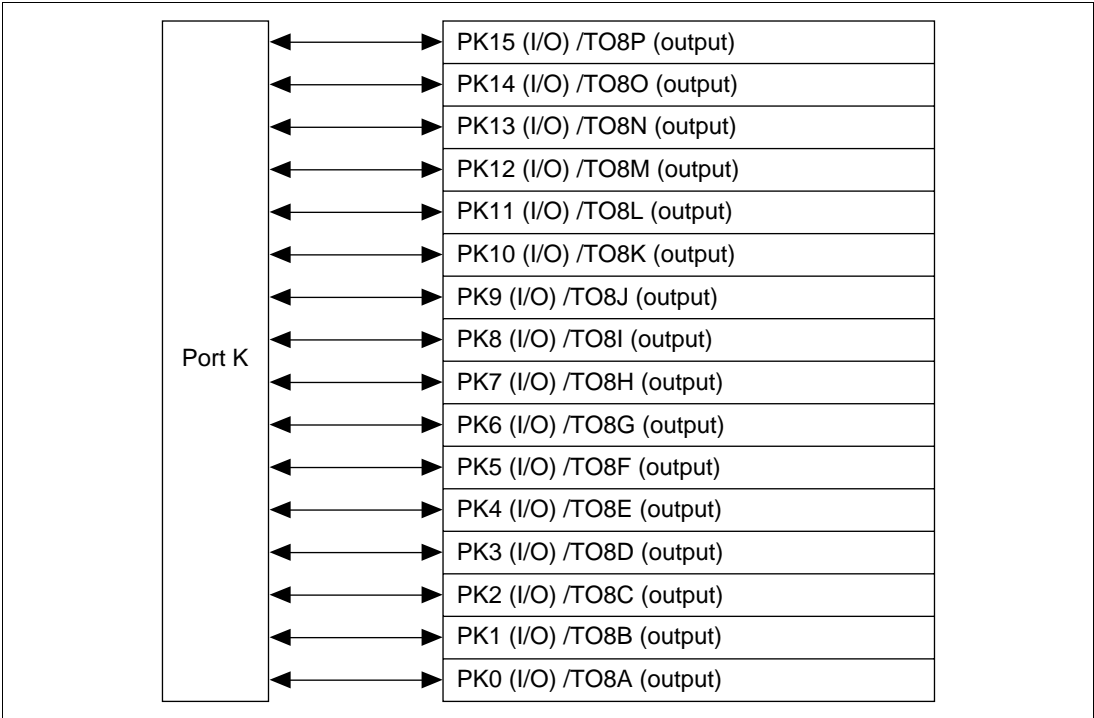 PK15 (I/O) /TO8P (output)
PK14 (I/O) /TO8O (output)
PK13 (I/O) /TO8N (output)
PK12 (I/O) /TO8M (output)
PK11 (I/O) /TO8L (output)
PK10 (I/O) /TO8K (output)
PK9 (I/O) /TO8J (output)
PK8 (I/O) /TO8I (output)
Port K
PK7 (I/O) /TO8H (output)
PK6 (I/O) /TO8G (output)
PK5 (I/O) /TO8F (output)
PK4 (I/O) /TO8E (output)
PK3 (I/O) /TO8D (output)
PK2 (I/O) /TO8C (output)
PK1 (I/O) /TO8B (output)
PK0 (I/O) /TO8A (output)